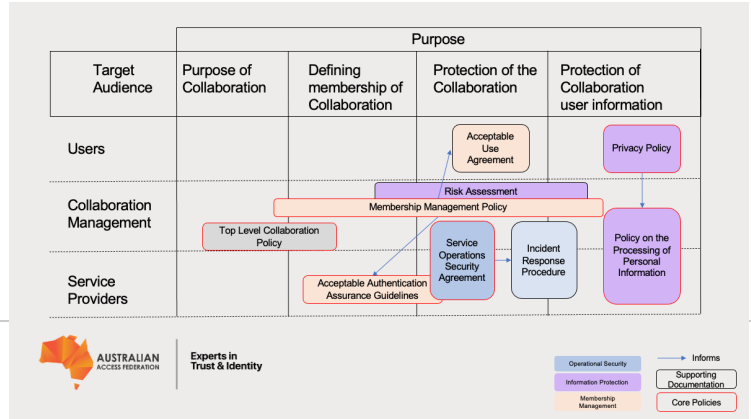 Purpose
Target
Audience
Purpose of
Collaboration
Defining
membership of
Collaboration
Protection of the
Collaboration
Protection of
Collaboration
user information
Users
Acceptable
Use
Agreement
Privacy Policy
Collaboration
Management
Risk Assessment
Membership Management Policy
Top Level Collaboration
Policy
Service
Operations
Security
Agreement
Incident
Response
Procedure
Policy on the
Processing of
Personal
Information
Service
Providers
Acceptable Authentication
Assurance Guidelines
AUSTRALIAN
ACCESS FEDERATION
Experts in
Trust & Identity
Operational Security
Information Protection
Membership
Management
Informs
Supporting
Documentation
Core Policies